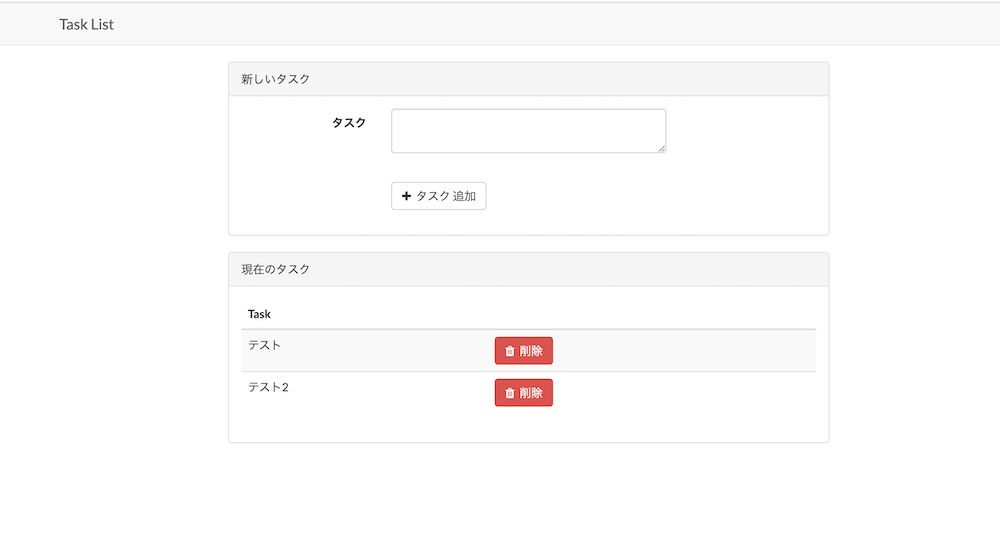 Task List
新しいタスク
タスク
タスク 追加
現在のタスク
Task
テスト 削除
テスト2 削除